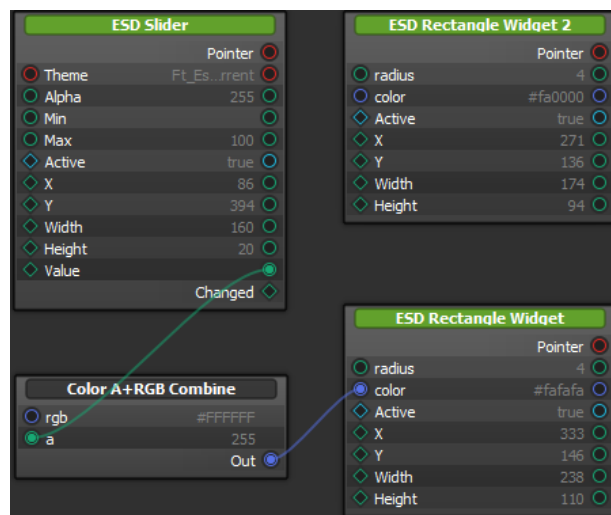 ESD Slider
Pointer
Theme Ft_Es...rrent
Alpha 255
Min
Max 100
Active true
X 86
Y 394
Width 160
Height 20
Value
Changed
Color A+RGB Combine
rgb #FFFFFF
a 255
Out
ESD Rectangle Widget 2
Pointer
radius 4
color #fa0000
Active true
X 271
Y 136
Width 174
Height 94
ESD Rectangle Widget
Pointer
radius 4
color #fafafa
Active true
X 333
Y 146
Width 238
Height 110